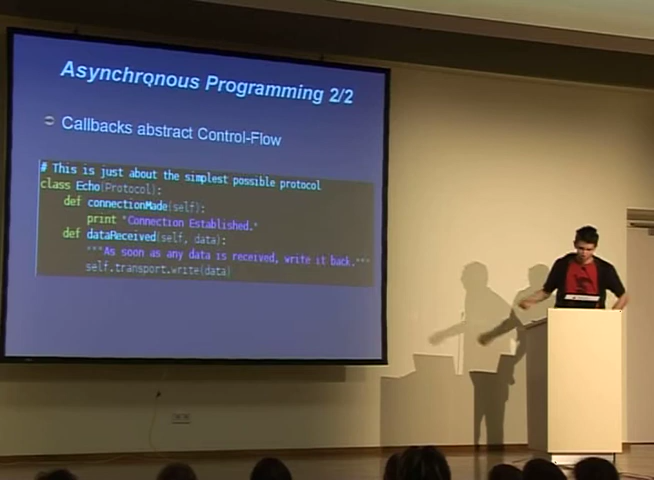 Asynchronous Programming 2/2
Callbacks abstract Control-Flow
# This is just about the simplest possible protocol
class Echo(Protocol):
def connectionMade(self):
print "Connection Established."
def dataReceived(self, data):
"""As soon as any data is received, write it back."""
self.transport.write(data)